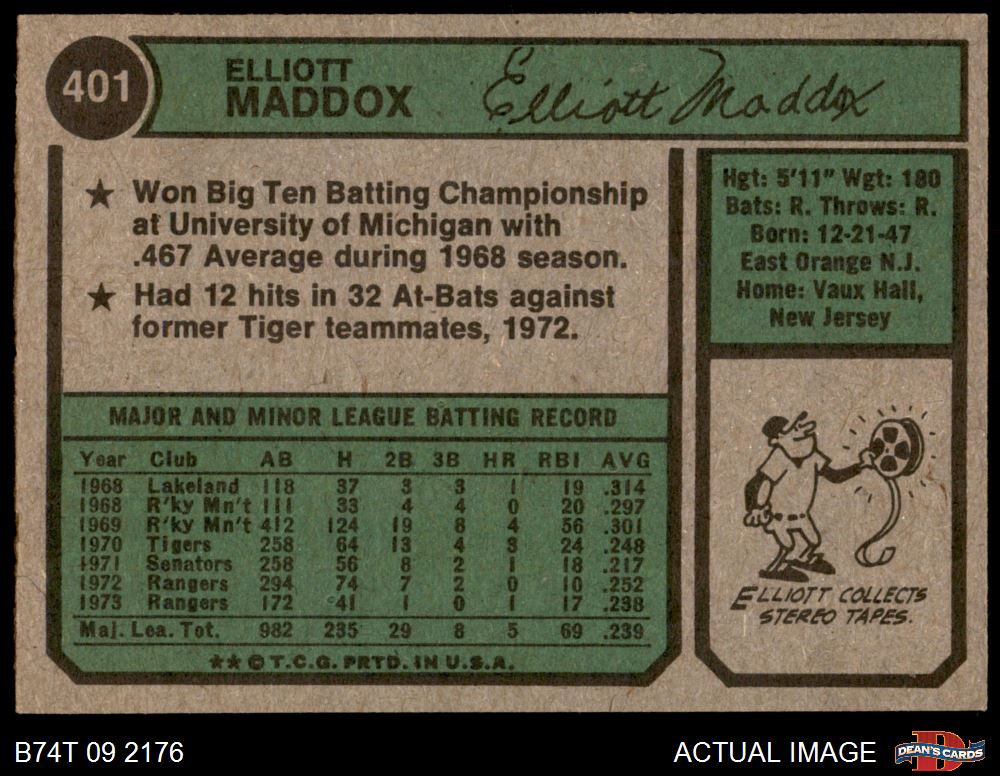 401
ELLIOTT
MADDOX
Elliott Maddox
★ Won Big Ten Batting Championship
at University of Michigan with
.467 Average during 1968 season.
★ Had 12 hits in 32 At-Bats against
former Tiger teammates, 1972.
Hgt: 5'11" Wgt: 180
Bats: R. Throws: R.
Born: 12-21-47
East Orange N.J.
Home: Vaux Hall,
New Jersey
MAJOR AND MINOR LEAGUE BATTING RECORD
Year Club AB H 2B 3B HR RBI AVG
1968 Lakeland 118 37 3 3 1 19 .314
1968 R'ky Mn't 111 33 4 4 0 20 .297
1969 R'ky Mn't 412 124 19 8 4 56 .301
1970 Tigers 258 64 13 4 3 24 .248
1971 Senators 258 56 8 2 1 18 .217
1972 Rangers 294 74 7 2 0 10 .252
1973 Rangers 172 41 1 0 1 17 .238
Maj. Lea. Tot. 982 235 29 8 5 69 .239
★★ © T.C.G. PRTD. IN U.S.A.
ELLIOTT COLLECTS
STEREO TAPES.
B74T 09 2176
ACTUAL IMAGE
D
DEAN'S CARDS